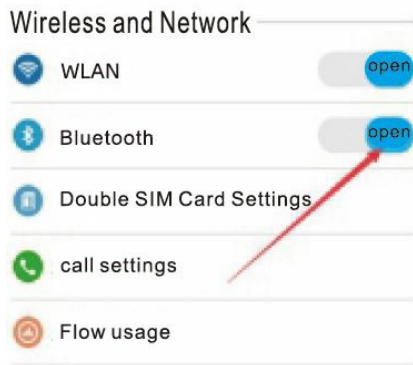 Wireless and Network
WLAN open
Bluetooth open
Double SIM Card Settings
call settings
Flow usage